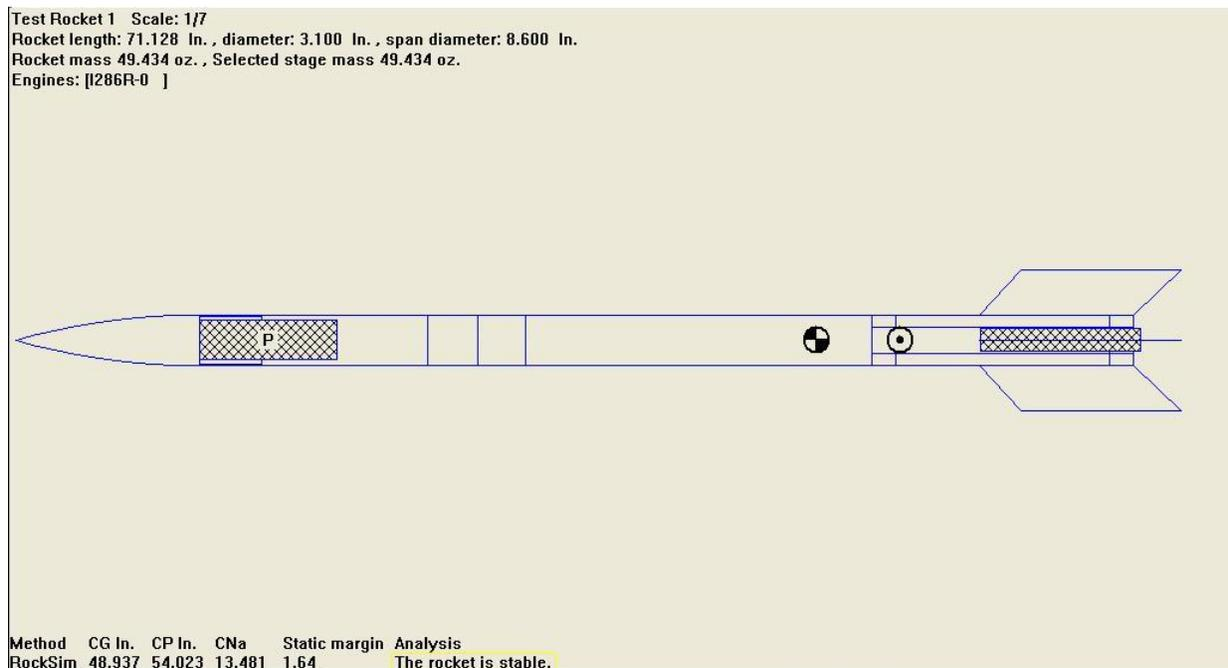 Test Rocket 1 Scale: 1/7
Rocket length: 71.128 In. , diameter: 3.100 In. , span diameter: 8.600 In.
Rocket mass 49.434 oz. , Selected stage mass 49.434 oz.
Engines: [I286R-0 ]
P
Method CG In. CP In. CNa Static margin Analysis
RockSim 48.937 54.023 13.481 1.64 The rocket is stable.